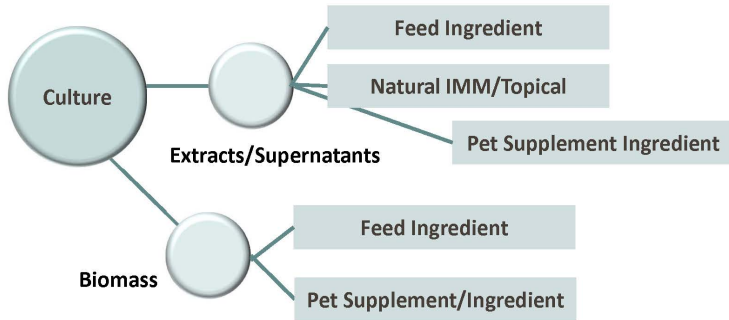 Culture
Feed Ingredient
Natural IMM/Topical
Pet Supplement Ingredient
Extracts/Supernatants
Feed Ingredient
Biomass
Pet Supplement/Ingredient